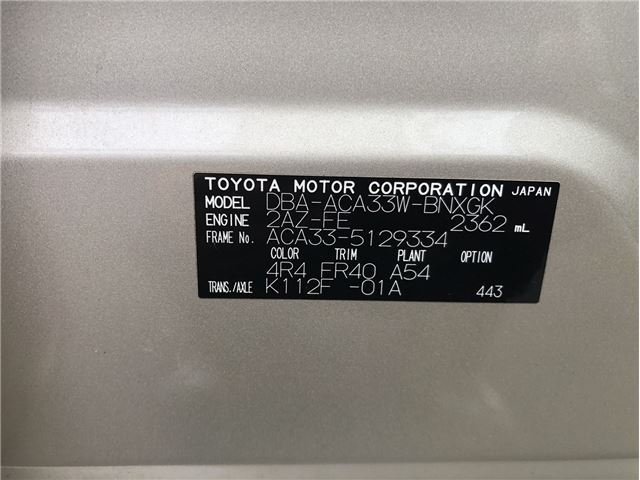 TOYOTA MOTOR CORPORATION JAPAN
MODEL DBA-ACA33W-BNXGK
ENGINE 2AZ-FE 2362 mL
FRAME No. ACA33-5129334
COLOR TRIM PLANT OPTION
4R4 FR40 A54
TRANS./AXLE K112F -01A 443